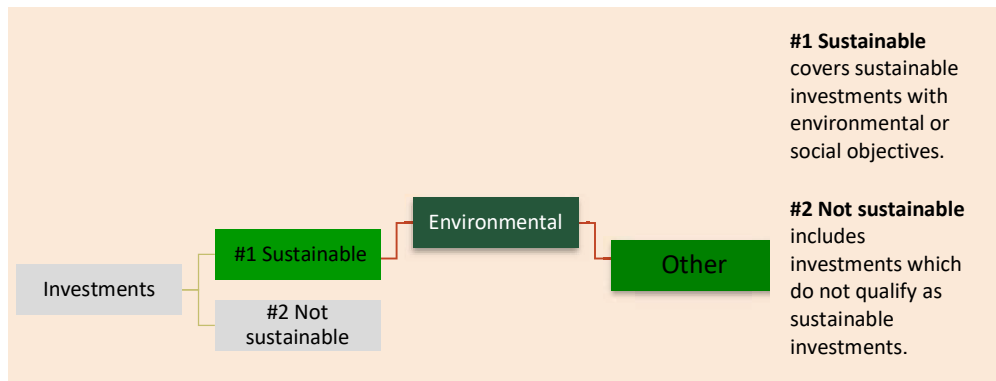 Investments
#1 Sustainable
#2 Not
sustainable
Environmental
Other
#1 Sustainable
covers sustainable
investments with
environmental or
social objectives.
#2 Not sustainable
includes
investments which
do not qualify as
sustainable
investments.